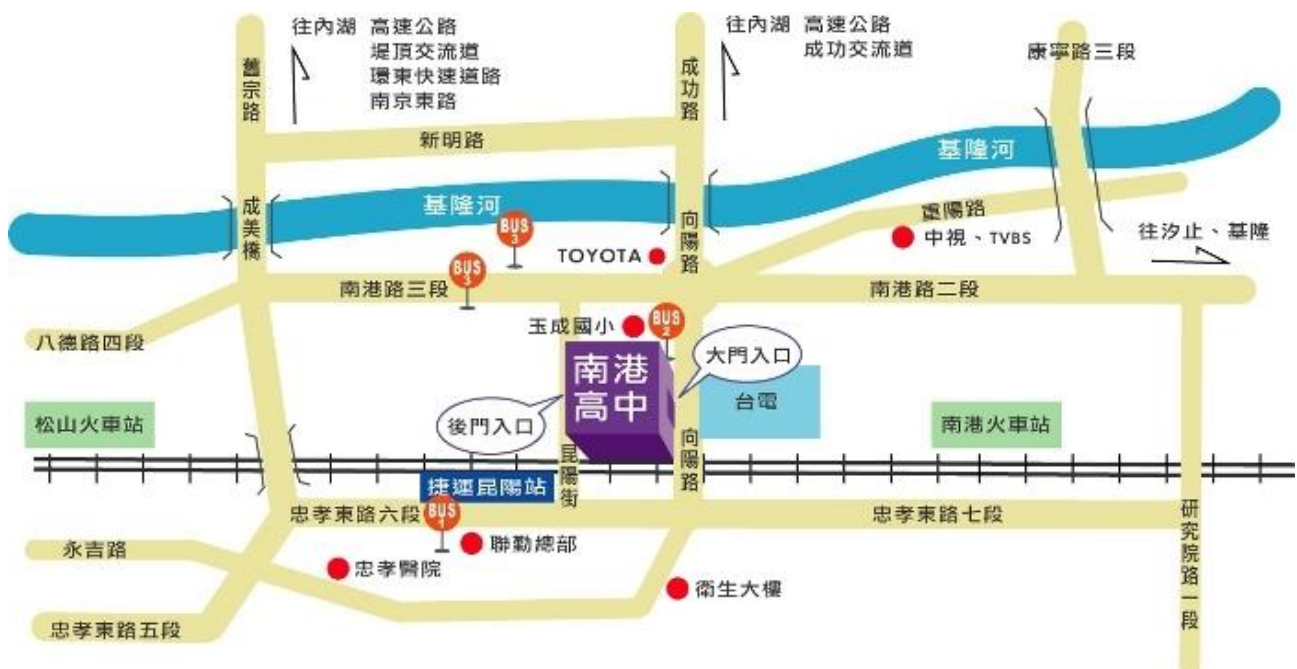 往內湖 高速公路
堤頂交流道
環東快速道路
南京東路
往內湖 高速公路
成功交流道
康寧路三段
舊宗路
成功路
新明路
基隆河
基隆河
成美橋
向陽路
重陽路
中視、TVBS
往汐止、基隆
BUS
3
TOYOTA
BUS
3
南港路三段
南港路二段
八德路四段
玉成國小
BUS
2
大門入口
南港
高中
台電
後門入口
松山火車站
南港火車站
昆陽街
向陽路
捷運昆陽站
忠孝東路六段
BUS
1
忠孝東路七段
研究院路一段
聯勤總部
永吉路
忠孝醫院
衛生大樓
忠孝東路五段